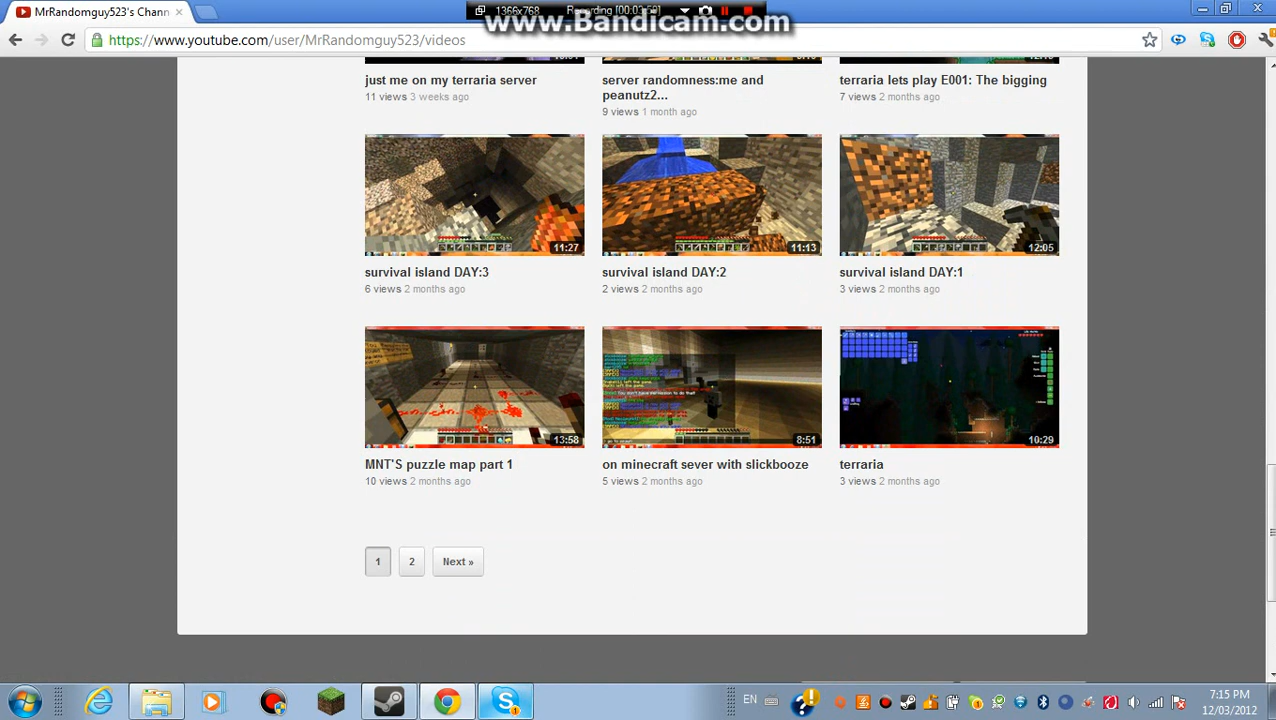 MrRandomguy523's Chann
1366x768
www.Bandicam.com
https://www.youtube.com/user/MrRandomguy523/videos
just me on my terraria server
11 views 3 weeks ago
server randomness:me and
peanutz2...
9 views 1 month ago
terraria lets play E001: The bigging
7 views 2 months ago
11:27
11:13
12:05
survival island DAY:3
6 views 2 months ago
survival island DAY:2
2 views 2 months ago
survival island DAY:1
3 views 2 months ago
13:58
8:51
10:29
MNT'S puzzle map part 1
10 views 2 months ago
on minecraft sever with slickbooze
5 views 2 months ago
terraria
3 views 2 months ago
1
2
Next »
EN
7:15 PM
12/03/2012